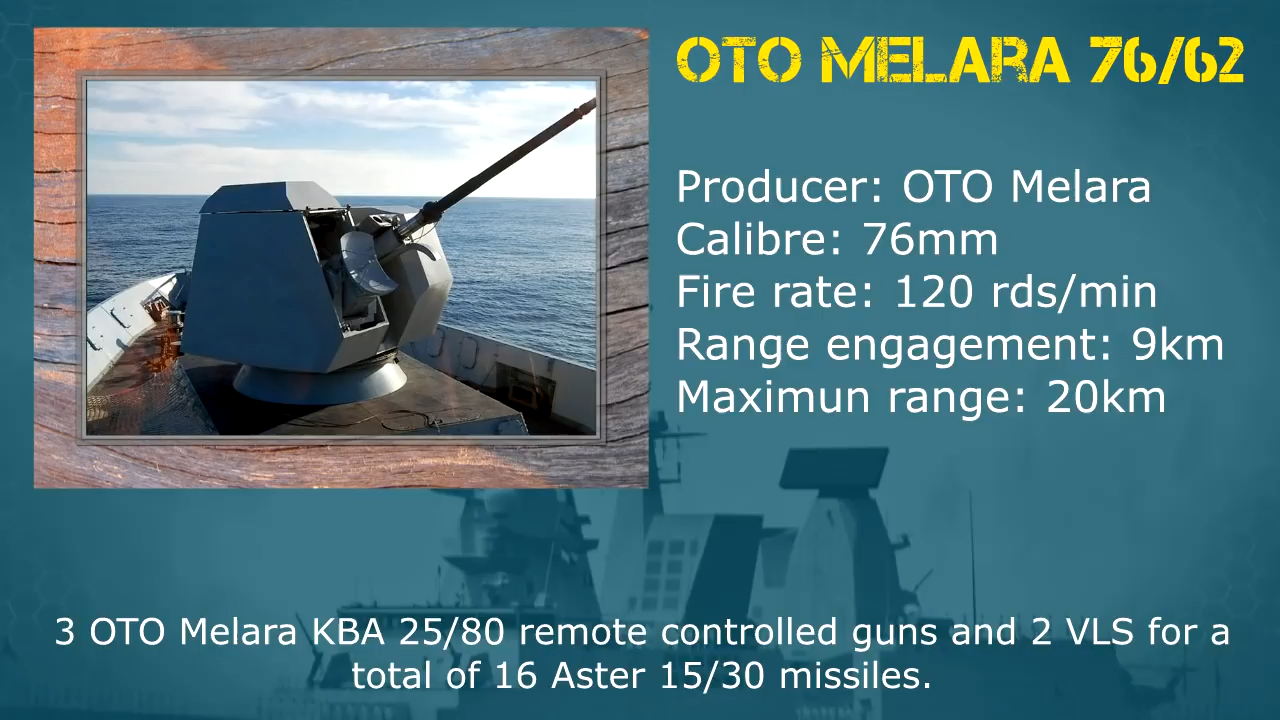 OTO MELARA 76/62
Producer: OTO Melara
Calibre: 76mm
Fire rate: 120 rds/min
Range engagement: 9km
Maximun range: 20km
3 OTO Melara KBA 25/80 remote controlled guns and 2 VLS for a
total of 16 Aster 15/30 missiles.